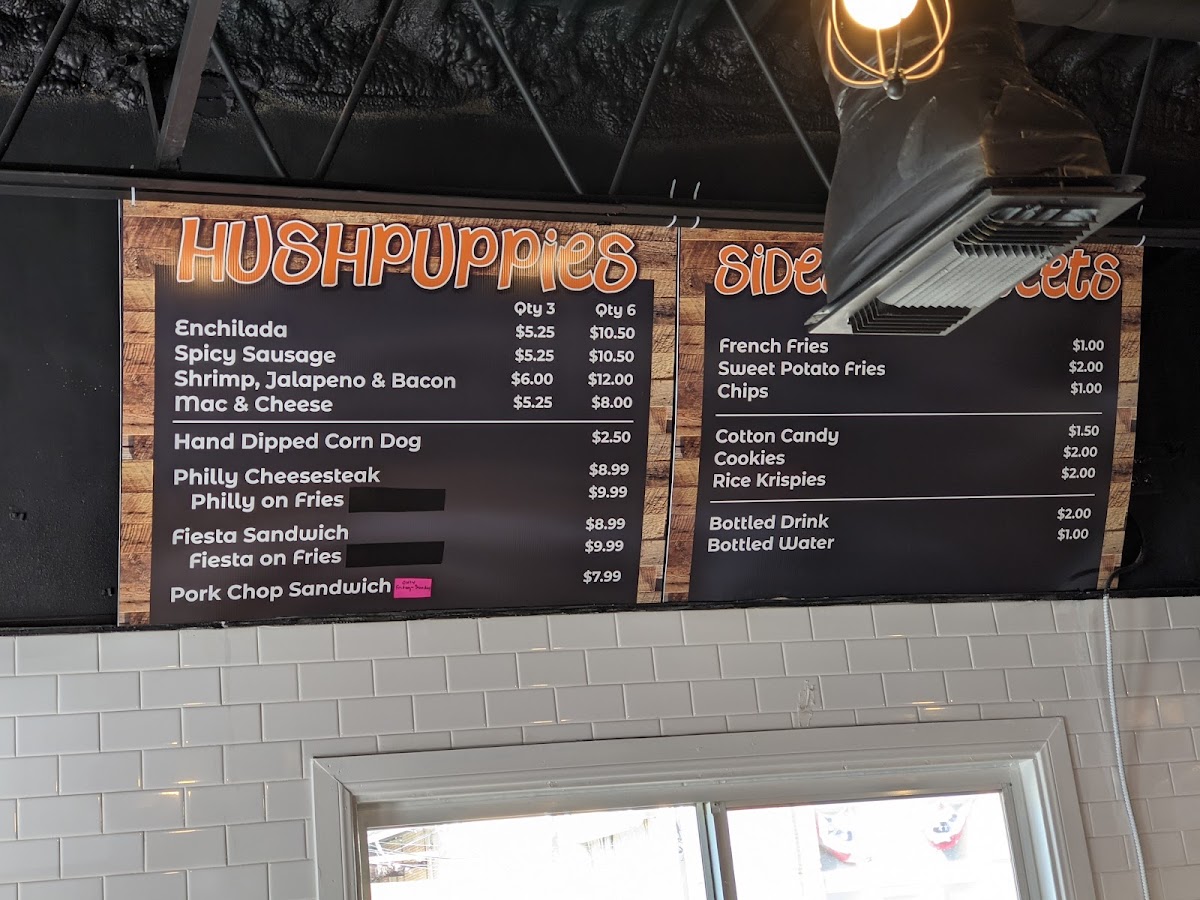 HUSHPUPPiES
Qty 3 Qty 6
Enchilada $5.25 $10.50
Spicy Sausage $5.25 $10.50
Shrimp, Jalapeno & Bacon $6.00 $12.00
Mac & Cheese $5.25 $8.00
Hand Dipped Corn Dog $2.50
Philly Cheesesteak $8.99
Philly on Fries $9.99
Fiesta Sandwich $8.99
Fiesta on Fries $9.99
Pork Chop Sandwich $7.99
French Fries $1.00
Sweet Potato Fries $2.00
Chips $1.00
Cotton Candy $1.50
Cookies $2.00
Rice Krispies $2.00
Bottled Drink $2.00
Bottled Water $1.00